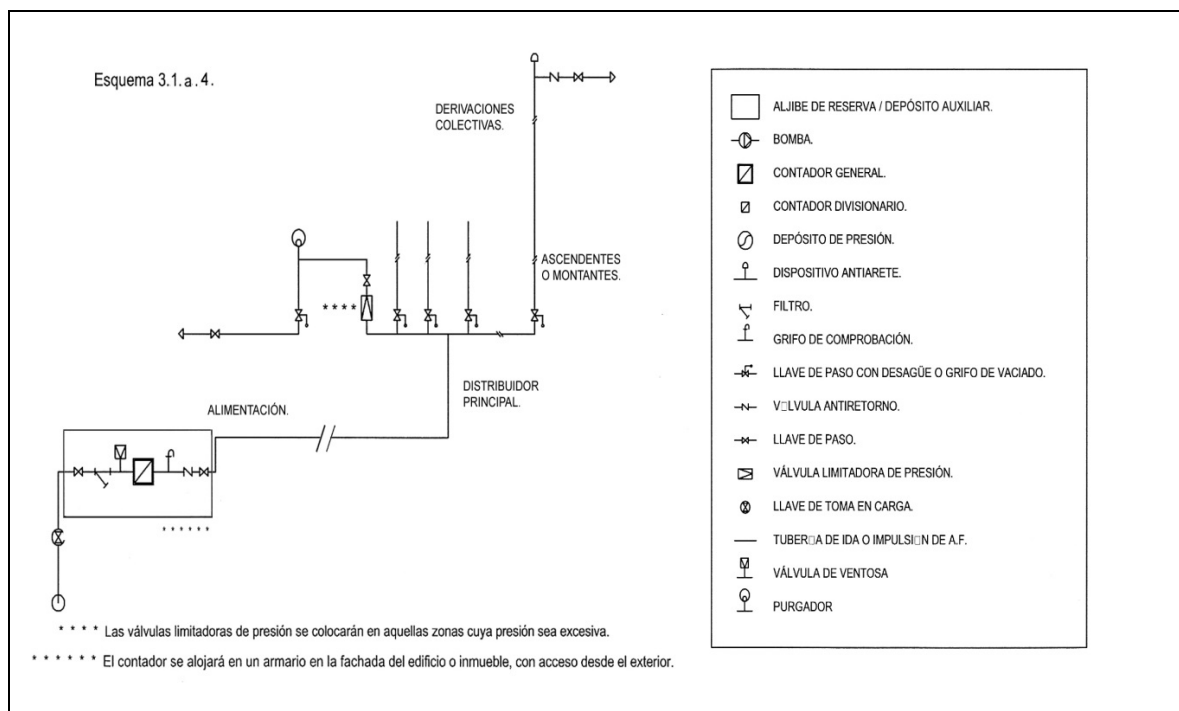 Esquema 3.1.a.4.
DERIVACIONES
COLECTIVAS.
ASCENDENTES
O MONTANTES.
* * * *
DISTRIBUIDOR
PRINCIPAL.
ALIMENTACIÓN.
* * * * * *
* * * * Las válvulas limitadoras de presión se colocarán en aquellas zonas cuya presión sea excesiva.
* * * * * * El contador se alojará en un armario en la fachada del edificio o inmueble, con acceso desde el exterior.
ALJIBE DE RESERVA / DEPÓSITO AUXILIAR.
BOMBA.
CONTADOR GENERAL.
CONTADOR DIVISIONARIO.
DEPÓSITO DE PRESIÓN.
DISPOSITIVO ANTIARETE.
FILTRO.
GRIFO DE COMPROBACIÓN.
LLAVE DE PASO CON DESAGÜE O GRIFO DE VACIADO.
V□LVULA ANTIRETORNO.
LLAVE DE PASO.
VÁLVULA LIMITADORA DE PRESIÓN.
LLAVE DE TOMA EN CARGA.
TUBER□A DE IDA O IMPULSI□N DE A.F.
VÁLVULA DE VENTOSA
PURGADOR